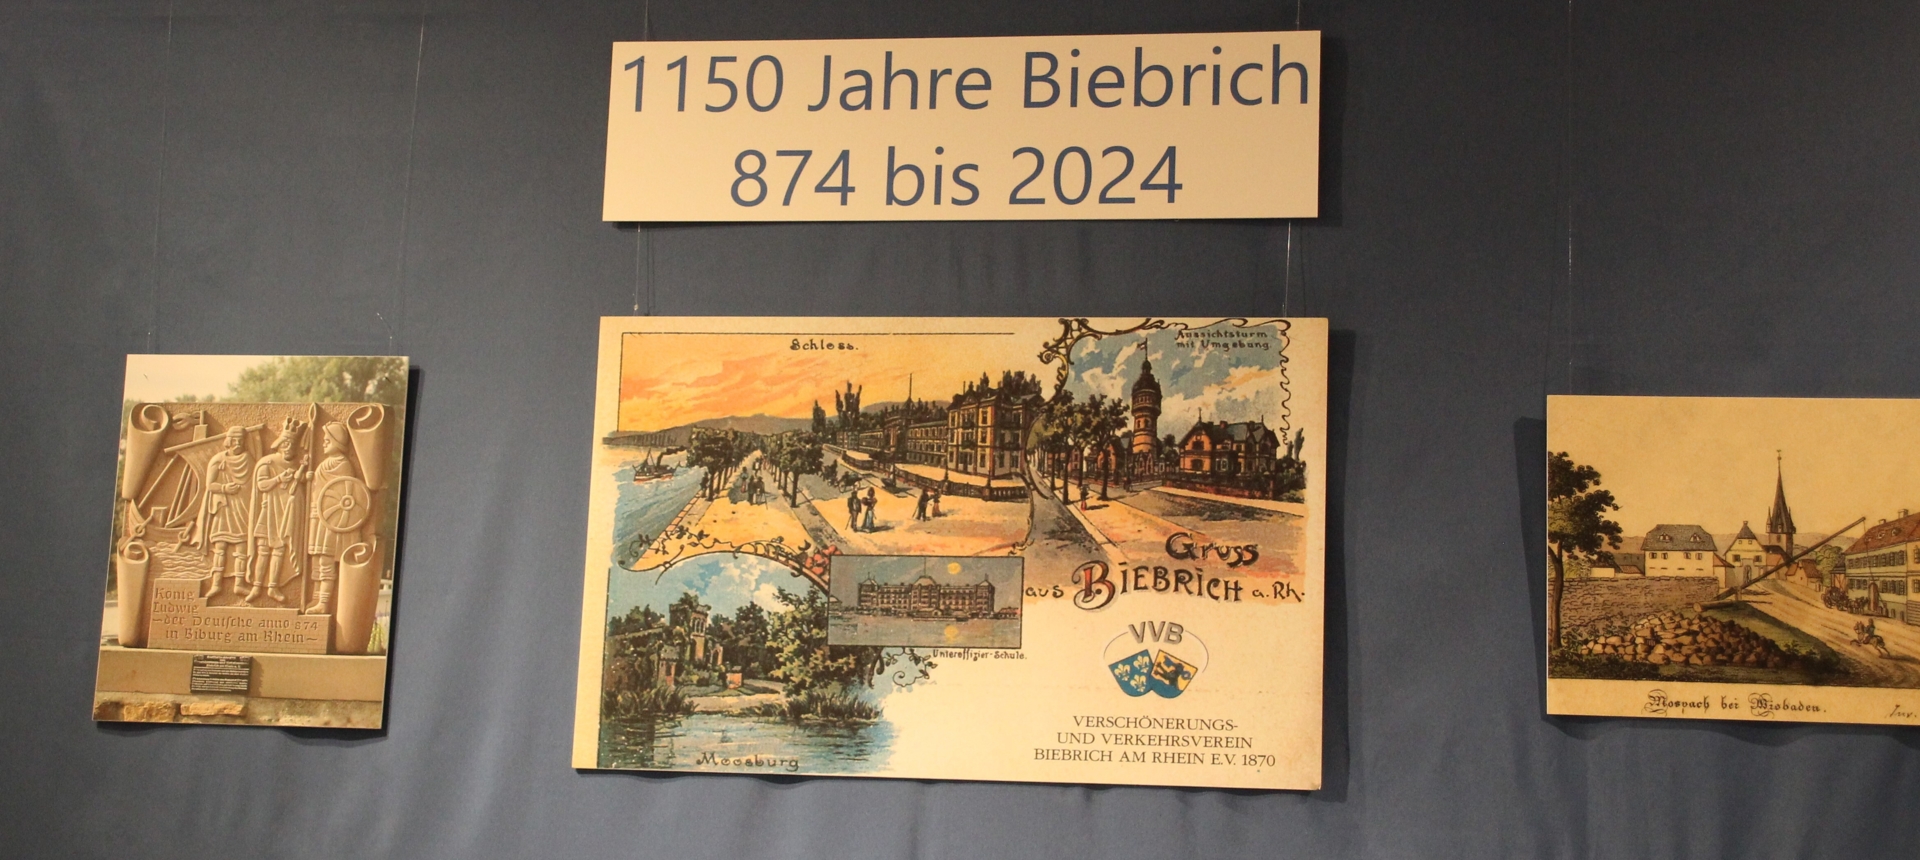 1150 Jahre Biebrich
874 bis 2024
König
Ludwig
-der Deutsche anno 874
in Biburg am Rhein-
Schloss.
Aussichtsturm
mit Umgebung.
Gruss
aus BIEBRICH a. Rh.
Unteroffizier-Schule.
Moosburg
VVB
VERSCHÖNERUNGS-
UND VERKEHRSVEREIN
BIEBRICH AM RHEIN E.V. 1870
Mospach bei Wisbaden.